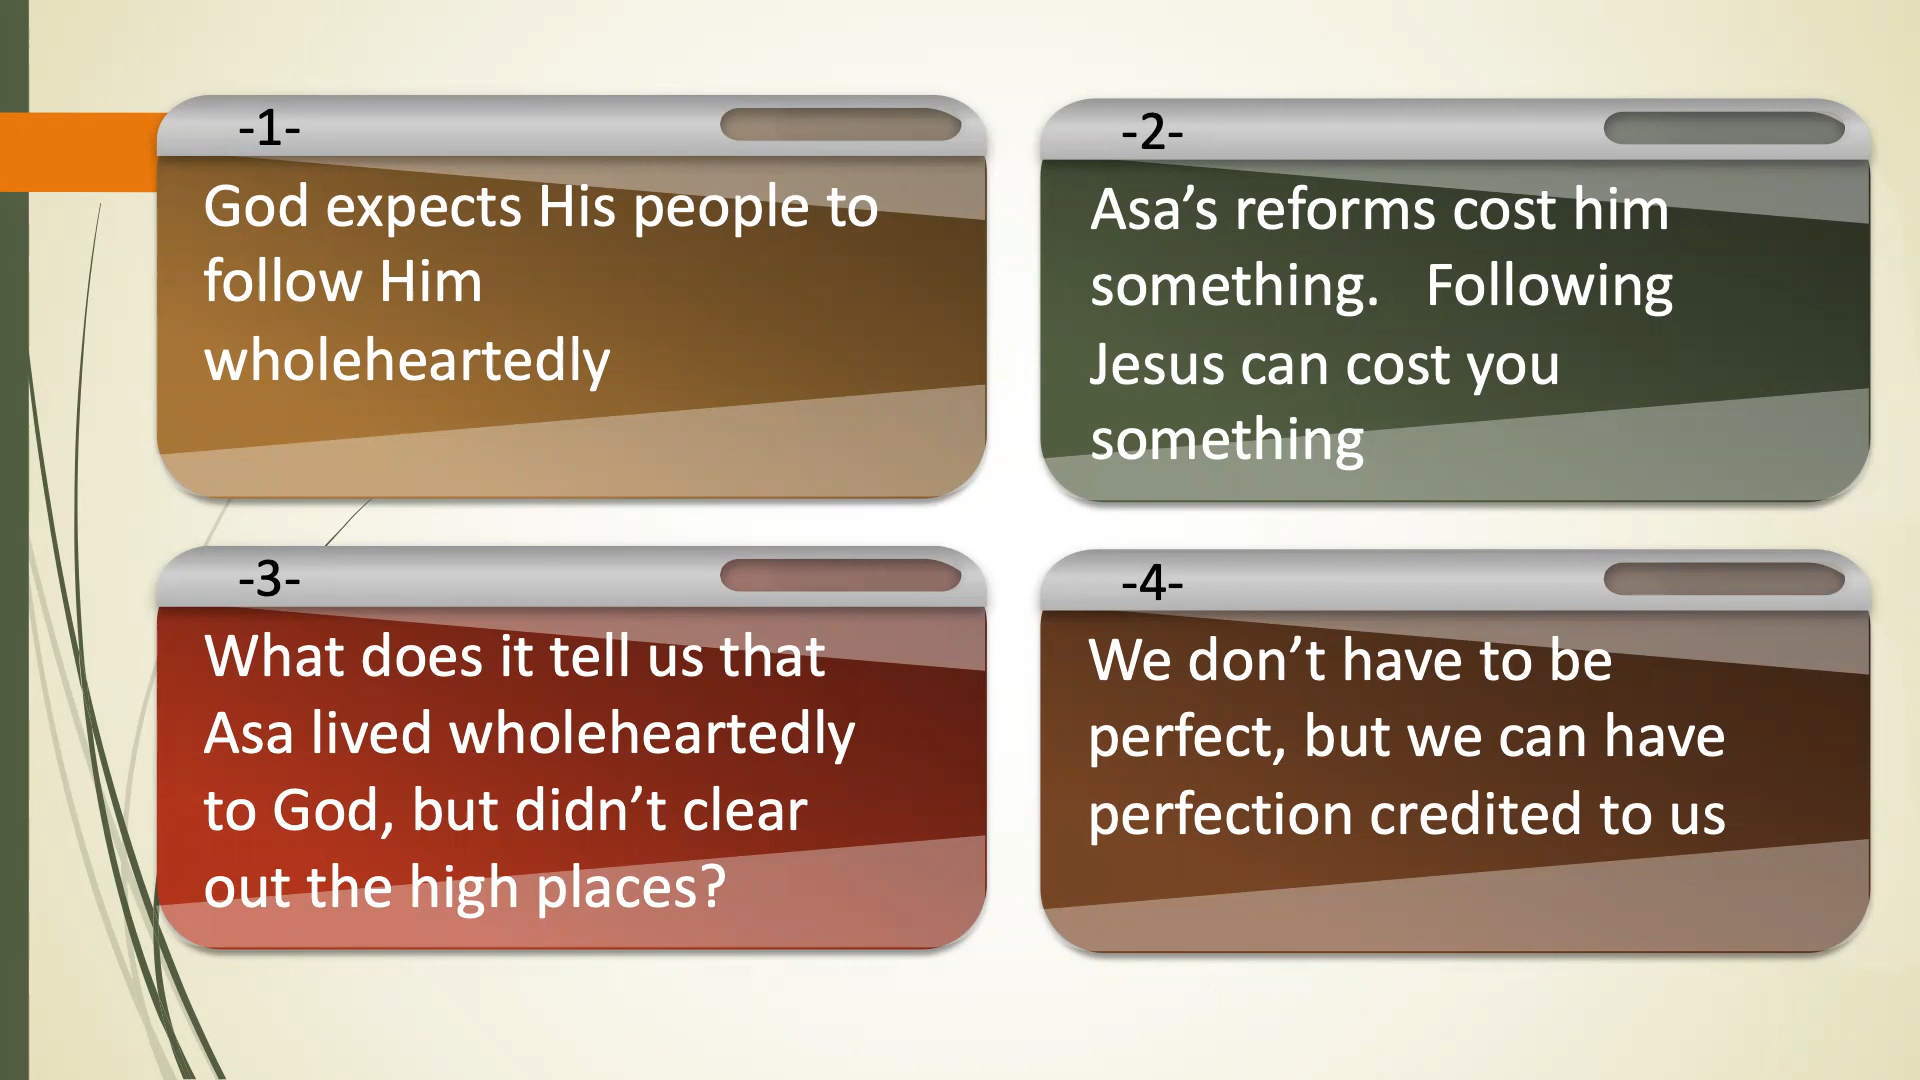 -1-
God expects His people to
follow Him
wholeheartedly
-2-
Asa’s reforms cost him
something.   Following
Jesus can cost you
something
-3-
What does it tell us that
Asa lived wholeheartedly
to God, but didn’t clear
out the high places?
-4-
We don’t have to be
perfect, but we can have
perfection credited to us